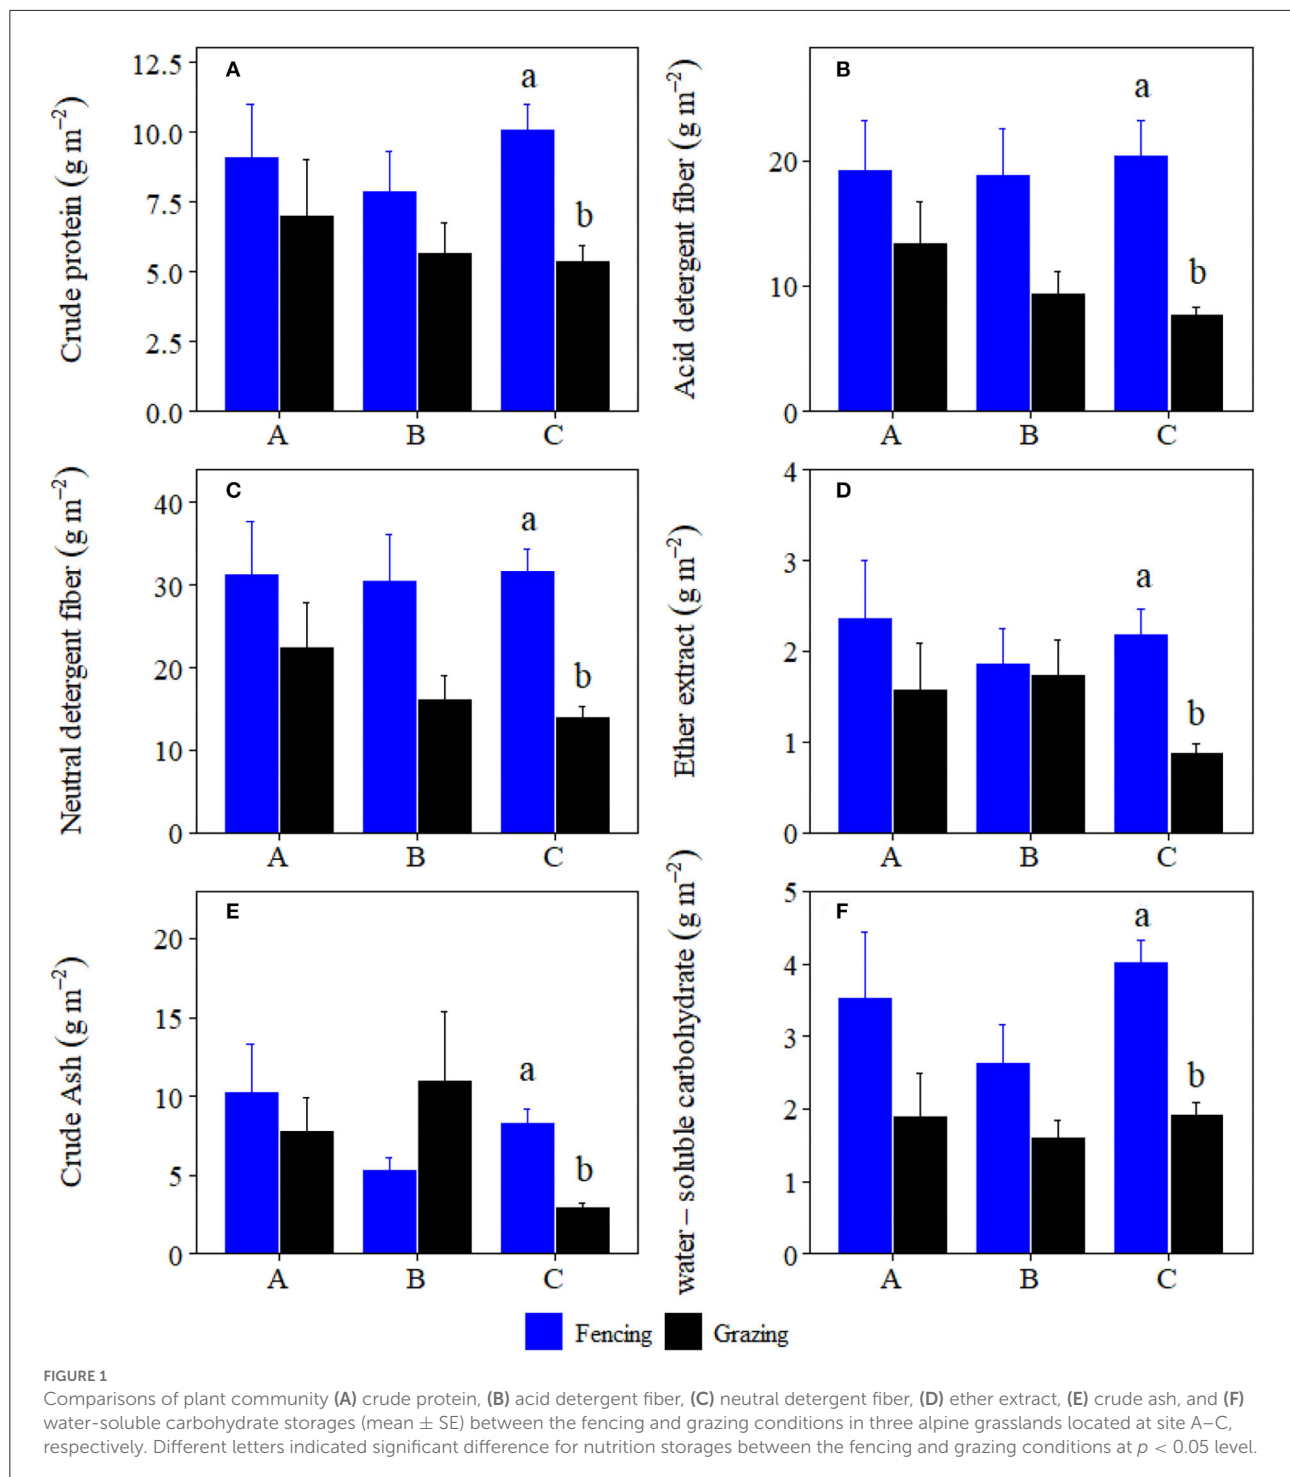 A
Crude protein (g m−2)
12.5
10.0
7.5
5.0
2.5
0.0
a
b
A B C
B
Acid detergent fiber (g m−2)
20
10
0
a
b
A B C
C
Neutral detergent fiber (g m−2)
40
30
20
10
0
a
b
A B C
D
Ether extract (g m−2)
4
3
2
1
0
a
b
A B C
E
Crude Ash (g m−2)
20
15
10
5
0
a
b
A B C
F
water−soluble carbohydrate (g m−2)
5
4
3
2
1
0
a
b
A B C
Fencing Grazing
FIGURE 1
Comparisons of plant community (A) crude protein, (B) acid detergent fiber, (C) neutral detergent fiber, (D) ether extract, (E) crude ash, and (F)
water-soluble carbohydrate storages (mean ± SE) between the fencing and grazing conditions in three alpine grasslands located at site A–C,
respectively. Different letters indicated significant difference for nutrition storages between the fencing and grazing conditions at p < 0.05 level.